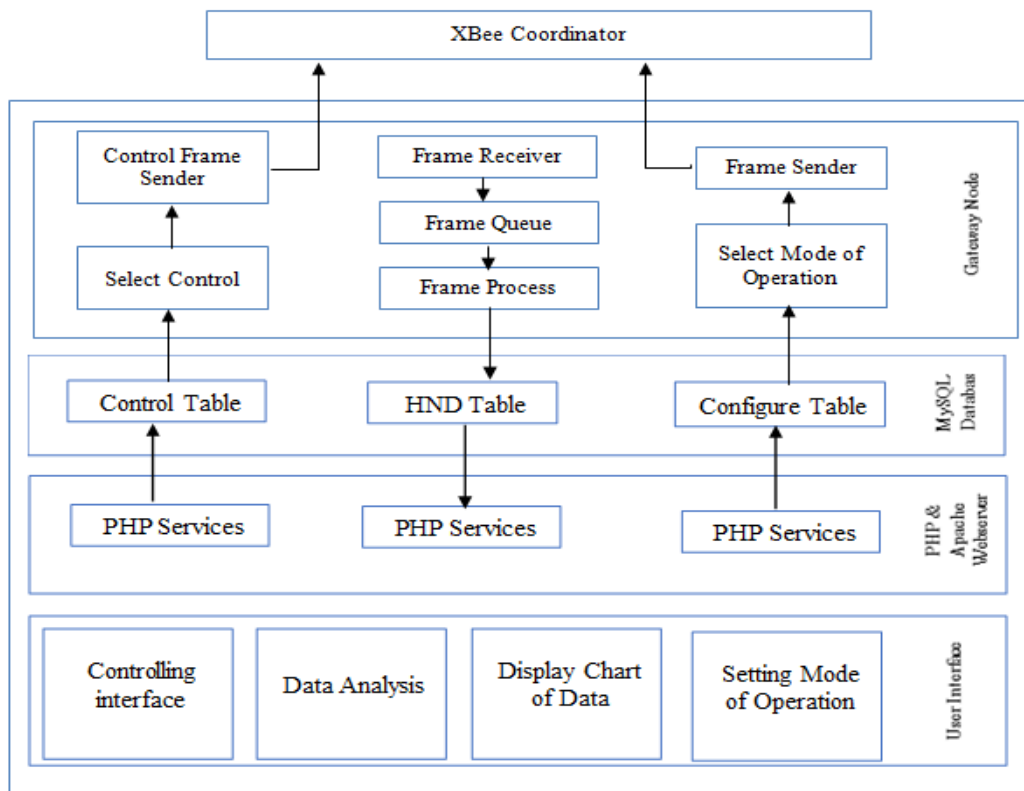 XBee Coordinator
Control Frame
Sender
Frame Receiver
Frame Sender
Frame Queue
Select Control
Select Mode of
Operation
Frame Process
Gateway Node
Control Table
HND Table
Configure Table
MySQL
Databas
PHP Services
PHP Services
PHP Services
PHP &
Apache
Webserver
Controlling
interface
Data Analysis
Display Chart
of Data
Setting Mode
of Operation
User Interface